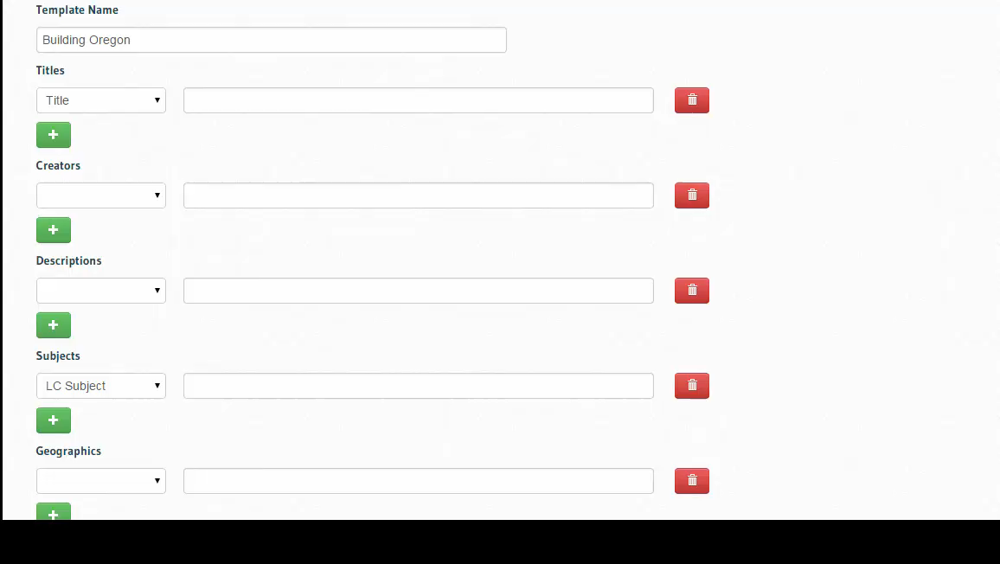 Template Name
Building Oregon
Titles
Title
Creators
Descriptions
Subjects
LC Subject
Geographics